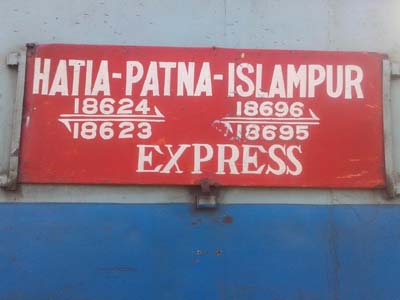 HATIA-PATNA-ISLAMPUR
18624 18696
18623 18695
EXPRESS